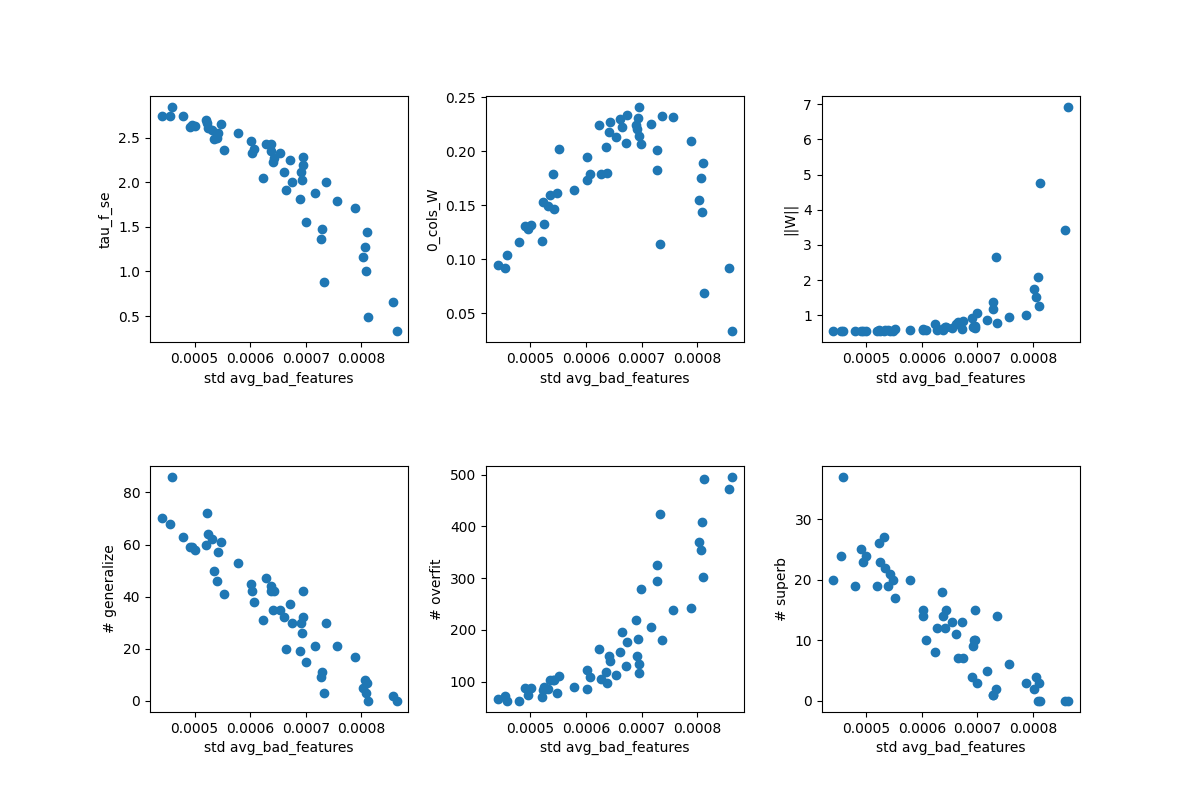 2.5
2.0
1.5
1.0
0.5
tau_f_se
0.0005 0.0006 0.0007 0.0008
std avg_bad_features
0.25
0.20
0.15
0.10
0.05
0_cols_W
0.0005 0.0006 0.0007 0.0008
std avg_bad_features
7
6
5
4
3
2
1
||W||
0.0005 0.0006 0.0007 0.0008
std avg_bad_features
80
60
40
20
0
# generalize
0.0005 0.0006 0.0007 0.0008
std avg_bad_features
500
400
300
200
100
# overfit
0.0005 0.0006 0.0007 0.0008
std avg_bad_features
30
20
10
0
# superb
0.0005 0.0006 0.0007 0.0008
std avg_bad_features